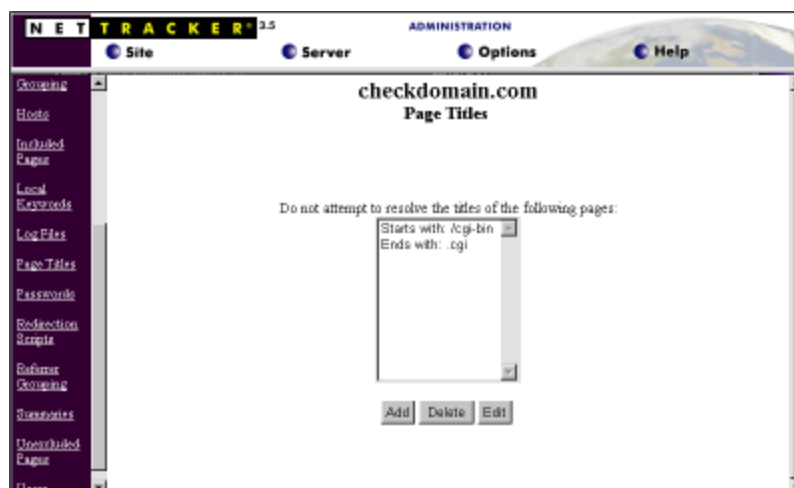 NET TRACKER® 3.5
ADMINISTRATION
Site
Server
Options
Help
Grouping
Hosts
Included
Pages
Local
Keywords
Log Files
Page Titles
Passwords
Redirection
Scripts
Referrer
Grouping
Summaries
Unexcluded
Pages
checkdomain.com
Page Titles
Do not attempt to resolve the titles of the following pages:
Starts with: /cgi-bin
Ends with: .cgi
Add
Delete
Edit